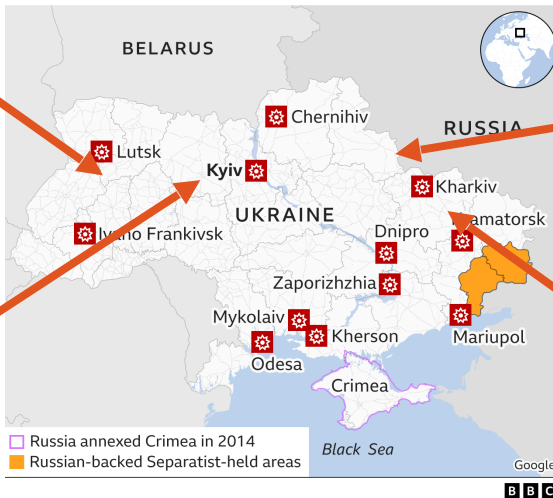 BELARUS
Chernihiv
RUSSIA
Lutsk
Kyiv
Kharkiv
UKRAINE
Ivano Frankivsk
Dnipro
Kramatorsk
Zaporizhzhia
Mykolaiv
Kherson
Mariupol
Odesa
Crimea
Russia annexed Crimea in 2014
Black Sea
Russian-backed Separatist-held areas
Google
BBC